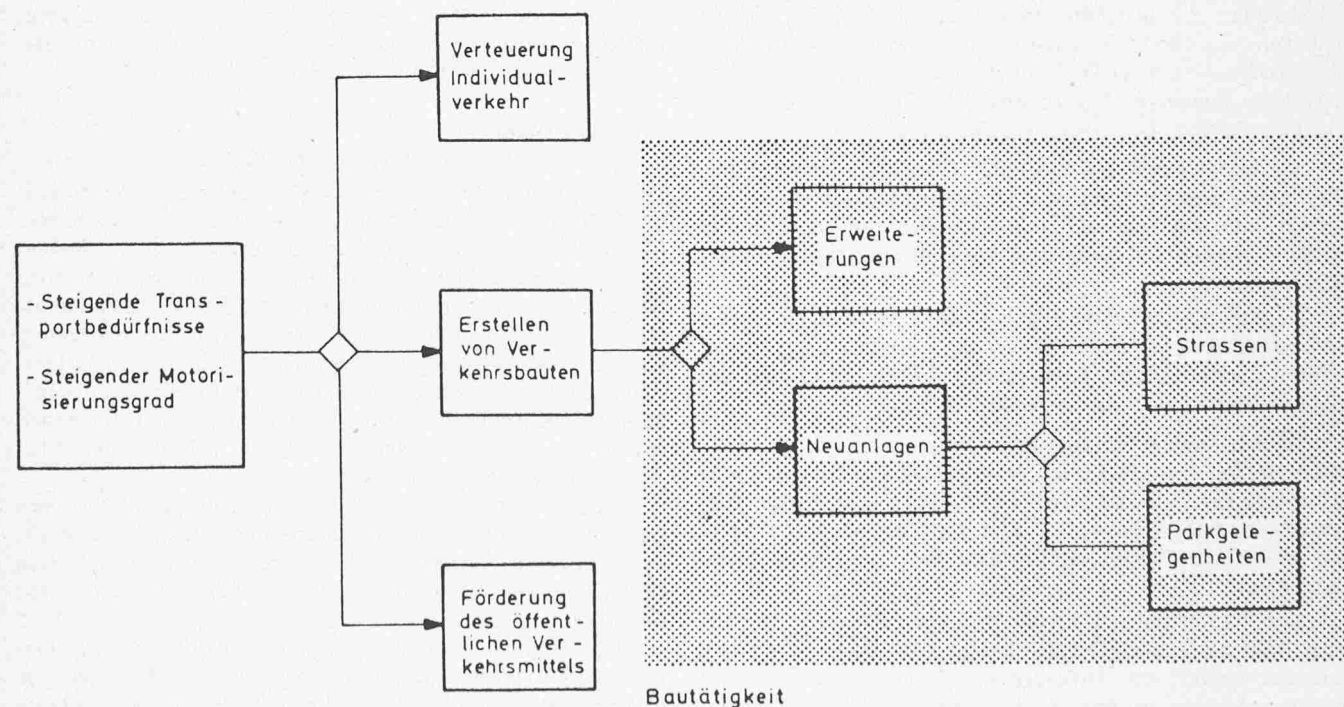 Verteuerung
Individual-
verkehr
- Steigende Trans-
portbedürfnisse
- Steigender Motori-
sierungsgrad
Erstellen
von Ver-
kehrsbauten
Förderung
des öffent-
lichen Ver-
kehrsmittels
Erweite-
rungen
Neuanlagen
Strassen
Parkgele-
genheiten
Bautätigkeit